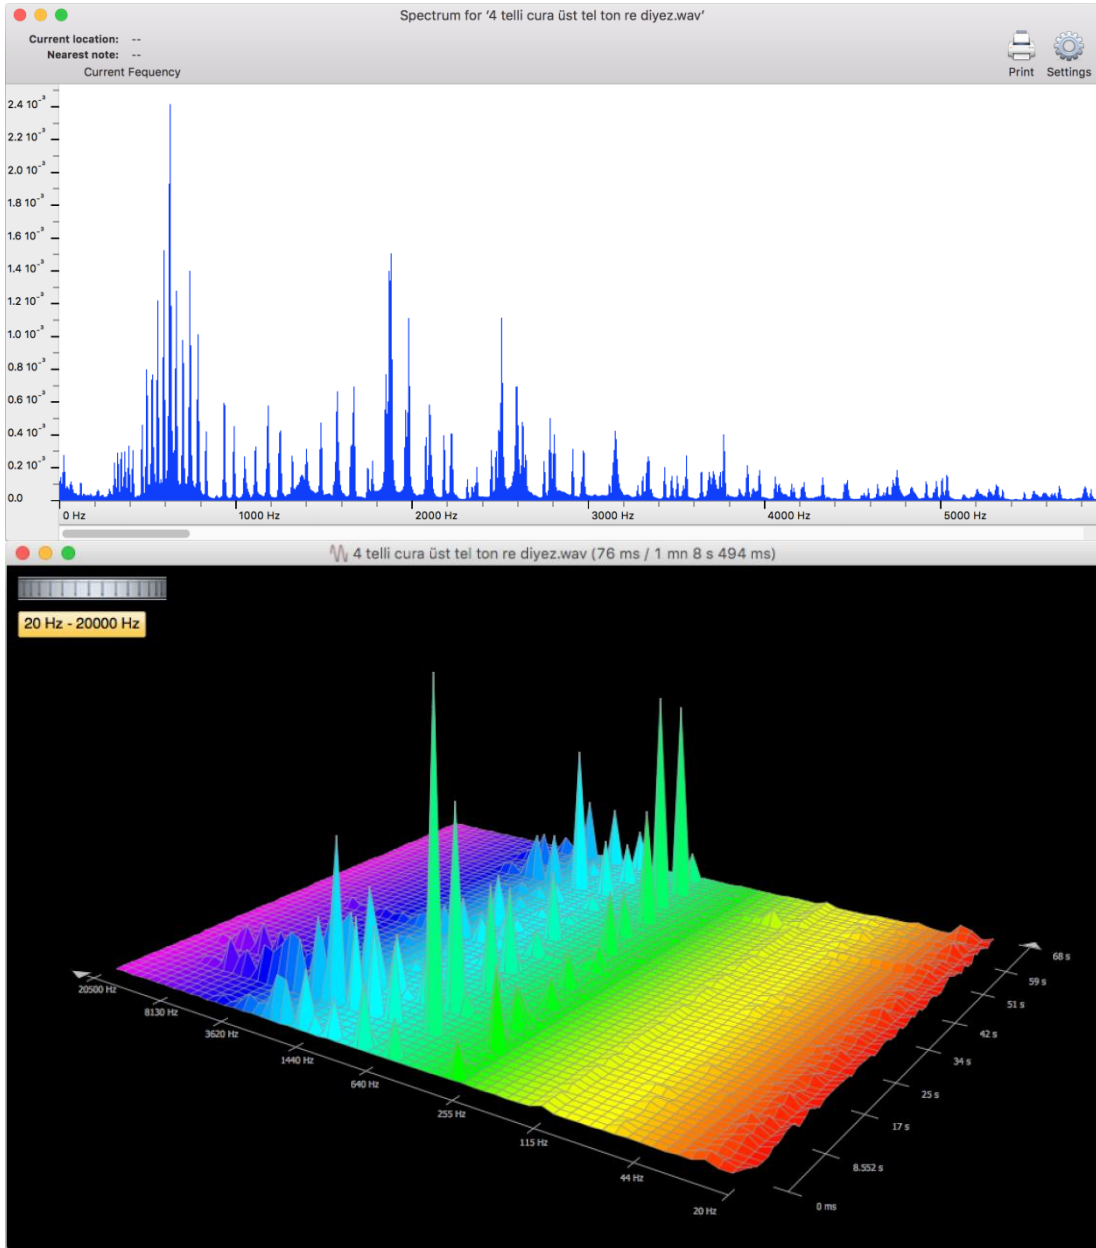 Spectrum for ‘4 telli cura üst tel ton re diyez.wav’
Current location: --
Nearest note: --
Current Fequency
Print Settings
2.4 10⁻³
2.2 10⁻³
2.0 10⁻³
1.8 10⁻³
1.6 10⁻³
1.4 10⁻³
1.2 10⁻³
1.0 10⁻³
0.8 10⁻³
0.6 10⁻³
0.4 10⁻³
0.2 10⁻³
0.0
0 Hz 1000 Hz 2000 Hz 3000 Hz 4000 Hz 5000 Hz
4 telli cura üst tel ton re diyez.wav (76 ms / 1 mn 8 s 494 ms)
20 Hz - 20000 Hz
20500 Hz
8130 Hz
3620 Hz
1440 Hz
640 Hz
255 Hz
115 Hz
44 Hz
20 Hz
0 ms
8.552 s
17 s
25 s
34 s
42 s
51 s
59 s
68 s